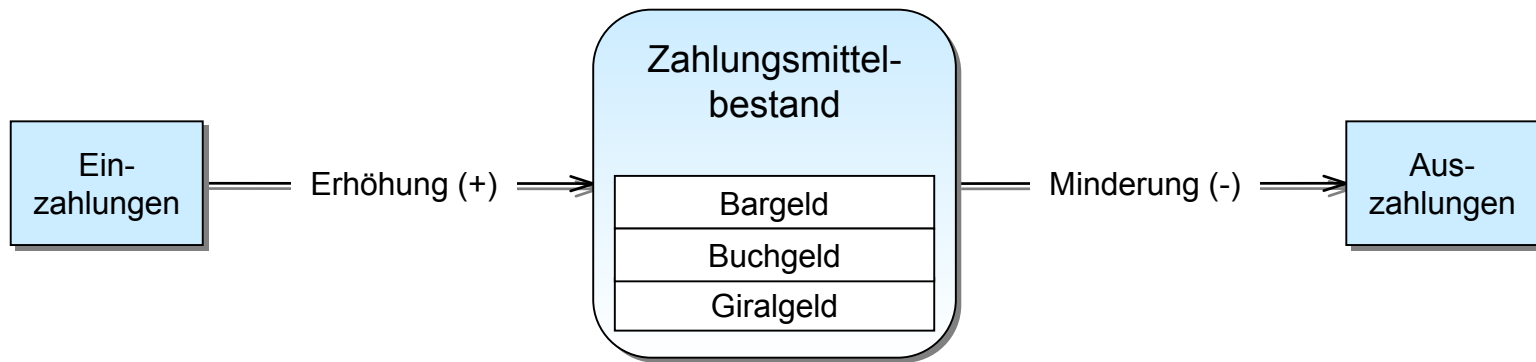 Ein-
zahlungen
Erhöhung (+)
Zahlungsmittel-
bestand
Bargeld
Buchgeld
Giralgeld
Minderung (-)
Aus-
zahlungen